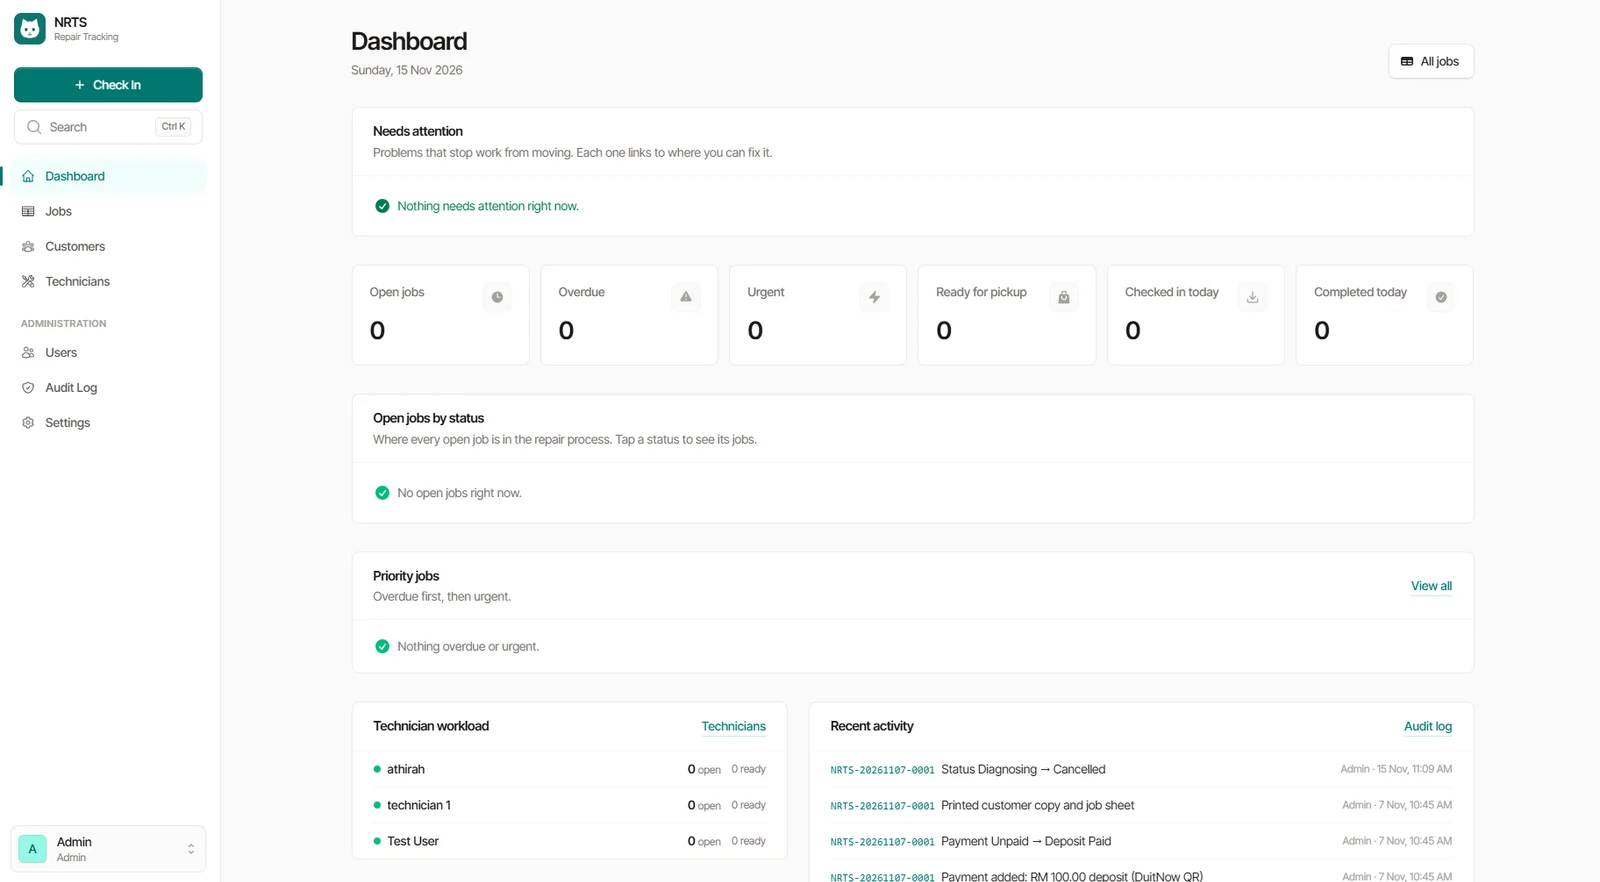 NRTS
Repair Tracking
+ Check In
Search Ctrl K
Dashboard
Jobs
Customers
Technicians
ADMINISTRATION
Users
Audit Log
Settings
A
Admin
Admin
Dashboard
Sunday, 15 Nov 2026
All jobs
Needs attention
Problems that stop work from moving. Each one links to where you can fix it.
Nothing needs attention right now.
Open jobs
0
Overdue
0
Urgent
0
Ready for pickup
0
Checked in today
0
Completed today
0
Open jobs by status
Where every open job is in the repair process. Tap a status to see its jobs.
No open jobs right now.
Priority jobs
Overdue first, then urgent.
View all
Nothing overdue or urgent.
Technician workload Technicians
athirah 0 open 0 ready
technician 1 0 open 0 ready
Test User 0 open 0 ready
Recent activity Audit log
NRTS-20261107-0001 Status Diagnosing → Cancelled Admin · 15 Nov, 11:09 AM
NRTS-20261107-0001 Printed customer copy and job sheet Admin · 7 Nov, 10:45 AM
NRTS-20261107-0001 Payment Unpaid → Deposit Paid Admin · 7 Nov, 10:45 AM
NRTS-20261107-0001 Payment added: RM 100.00 deposit (DuitNow QR) Admin · 7 Nov, 10:45 AM